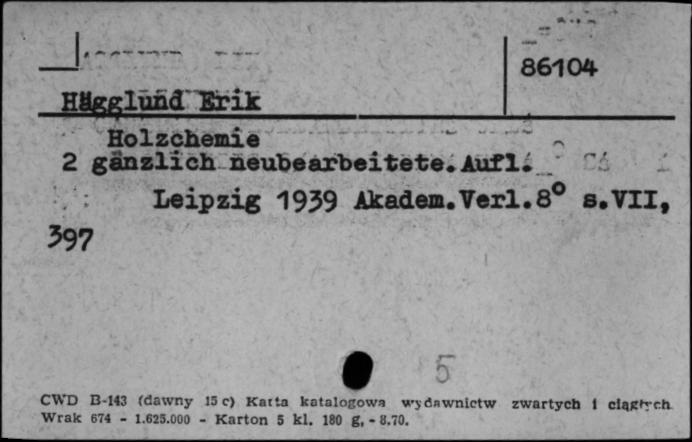 86104
Hägglund Erik
Holzchemie
2 gänzlich neubearbeitete.Aufl.
Leipzig 1939 Akadem.Verl.8° s.VII,
397
5
CWD B-143 (dawny 15 c) Karta katalogowa wydawnictw zwartych i ciągłych.
Wrak 674 - 1.625.000 - Karton 5 kl. 180 g, - 8.70.